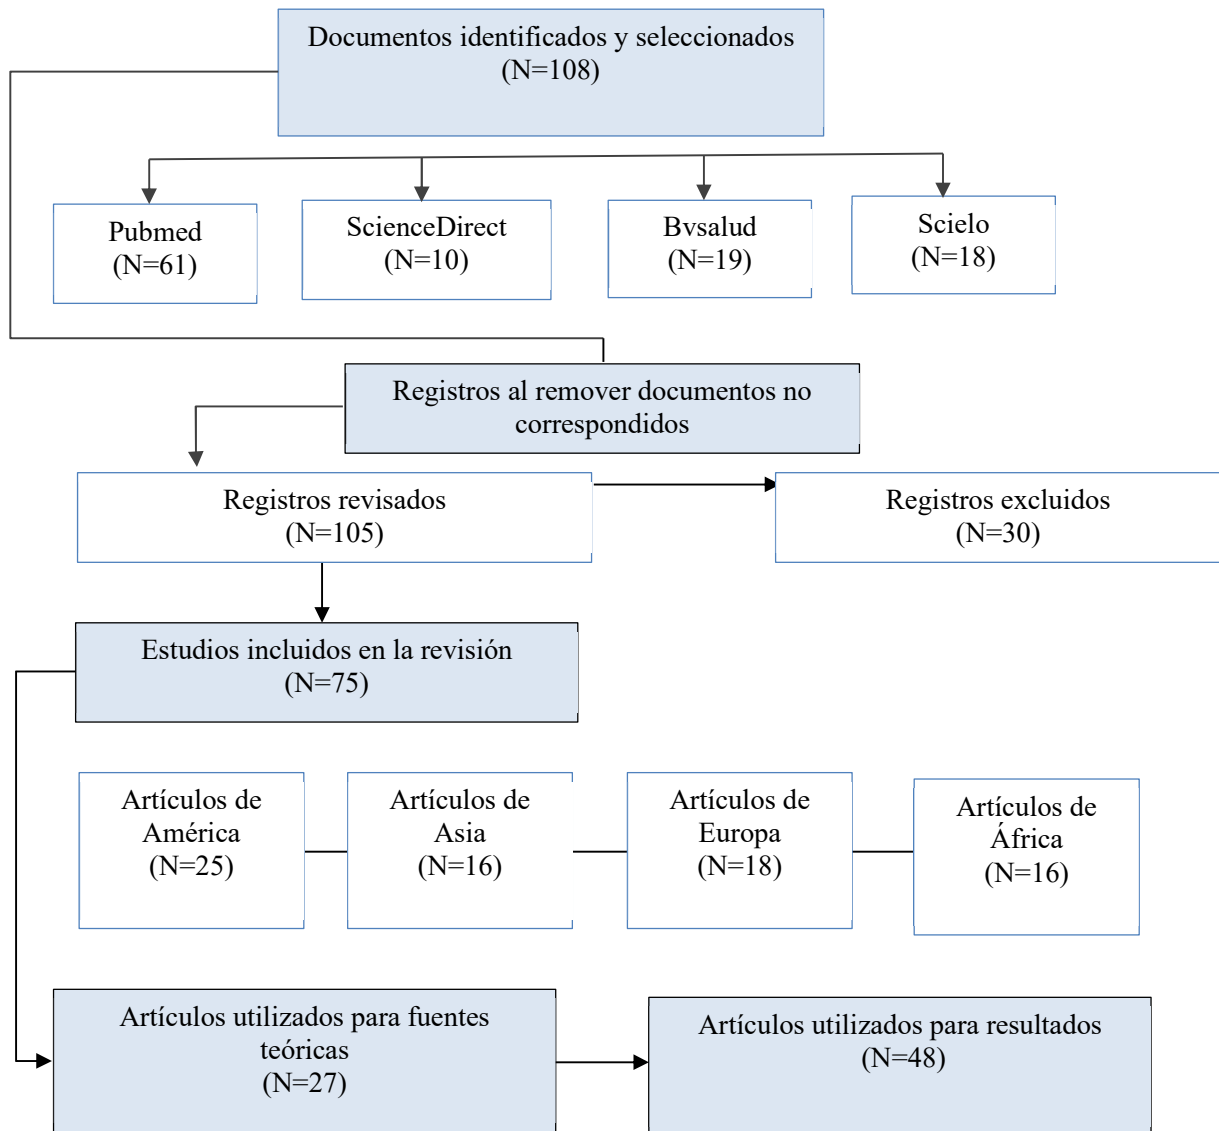 Documentos identificados y seleccionados
(N=108)
Pubmed
(N=61)
ScienceDirect
(N=10)
Bvsalud
(N=19)
Scielo
(N=18)
Registros al remover documentos no
correspondidos
Registros revisados
(N=105)
Registros excluidos
(N=30)
Estudios incluidos en la revisión
(N=75)
Artículos de
América
(N=25)
Artículos de
Asia
(N=16)
Artículos de
Europa
(N=18)
Artículos de
África
(N=16)
Artículos utilizados para fuentes
teóricas
(N=27)
Artículos utilizados para resultados
(N=48)